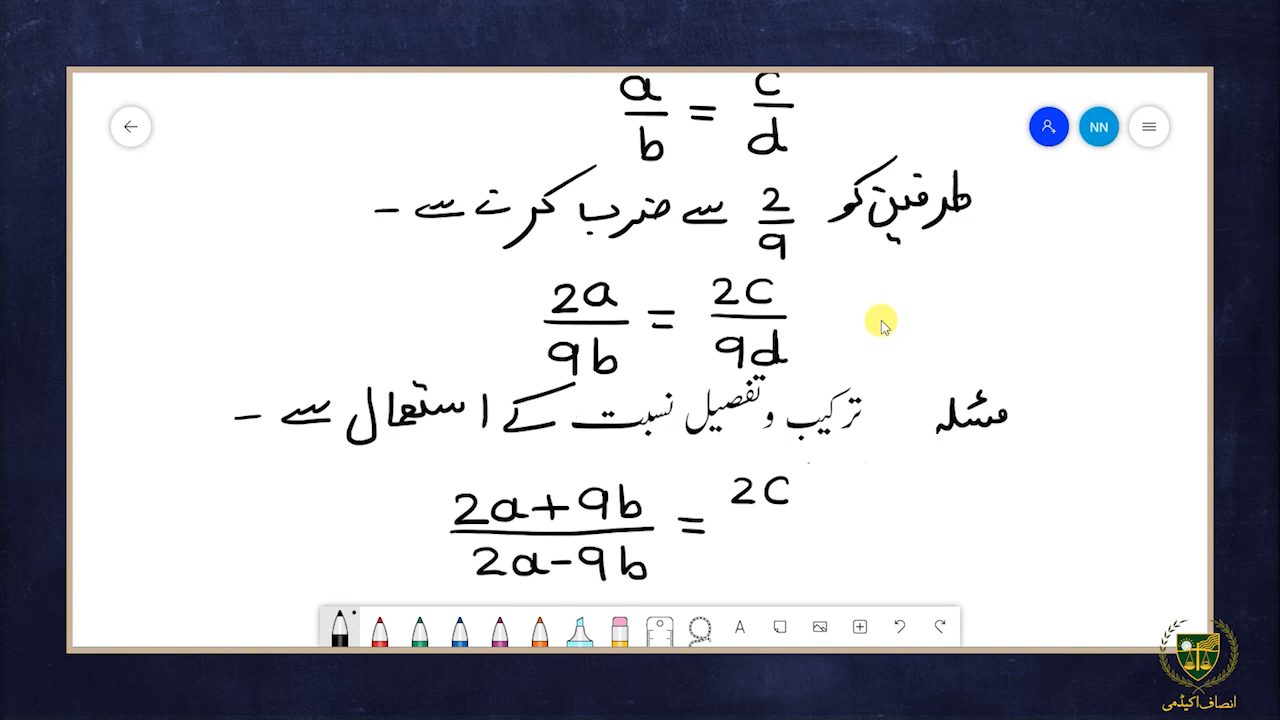 a/b = c/d
NN
طرفین کو 2/9 سے ضرب کرنے سے -
2a/9b = 2c/9d
مسئلہ ترکیب و تفصیل نسبت کے استعمال سے -
2a+9b/2a-9b = 2c
A
انصاف اکیڈمی